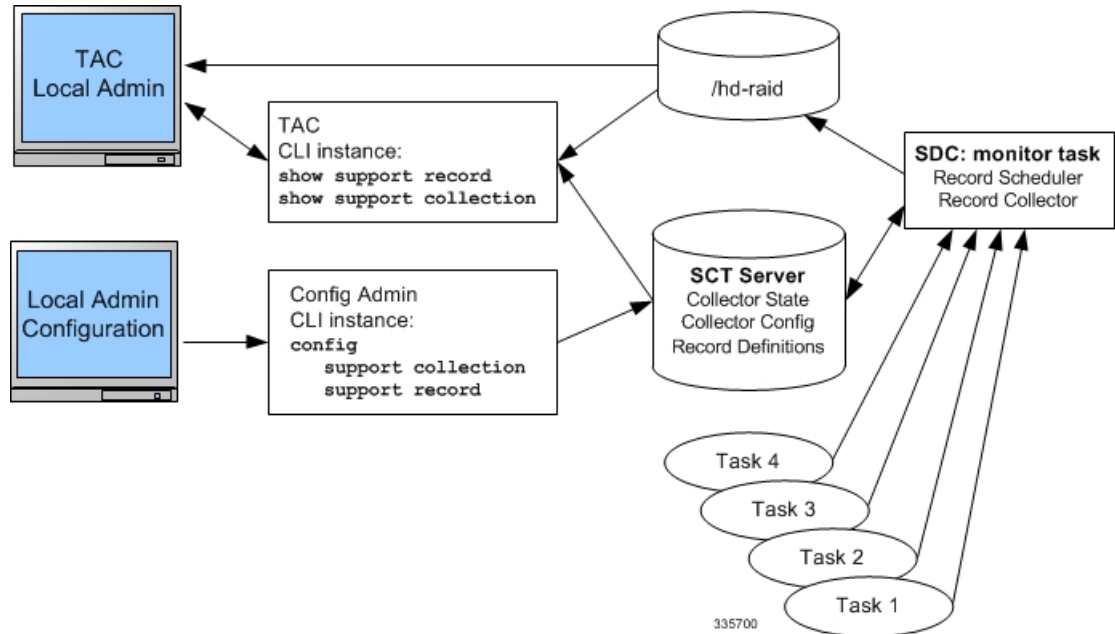 TAC
Local Admin
/hd-raid
TAC
CLI instance:
show support record
show support collection
SDC: monitor task
Record Scheduler
Record Collector
Local Admin
Configuration
Config Admin
CLI instance:
config
support collection
support record
SCT Server
Collector State
Collector Config
Record Definitions
Task 4
Task 3
Task 2
Task 1
335700